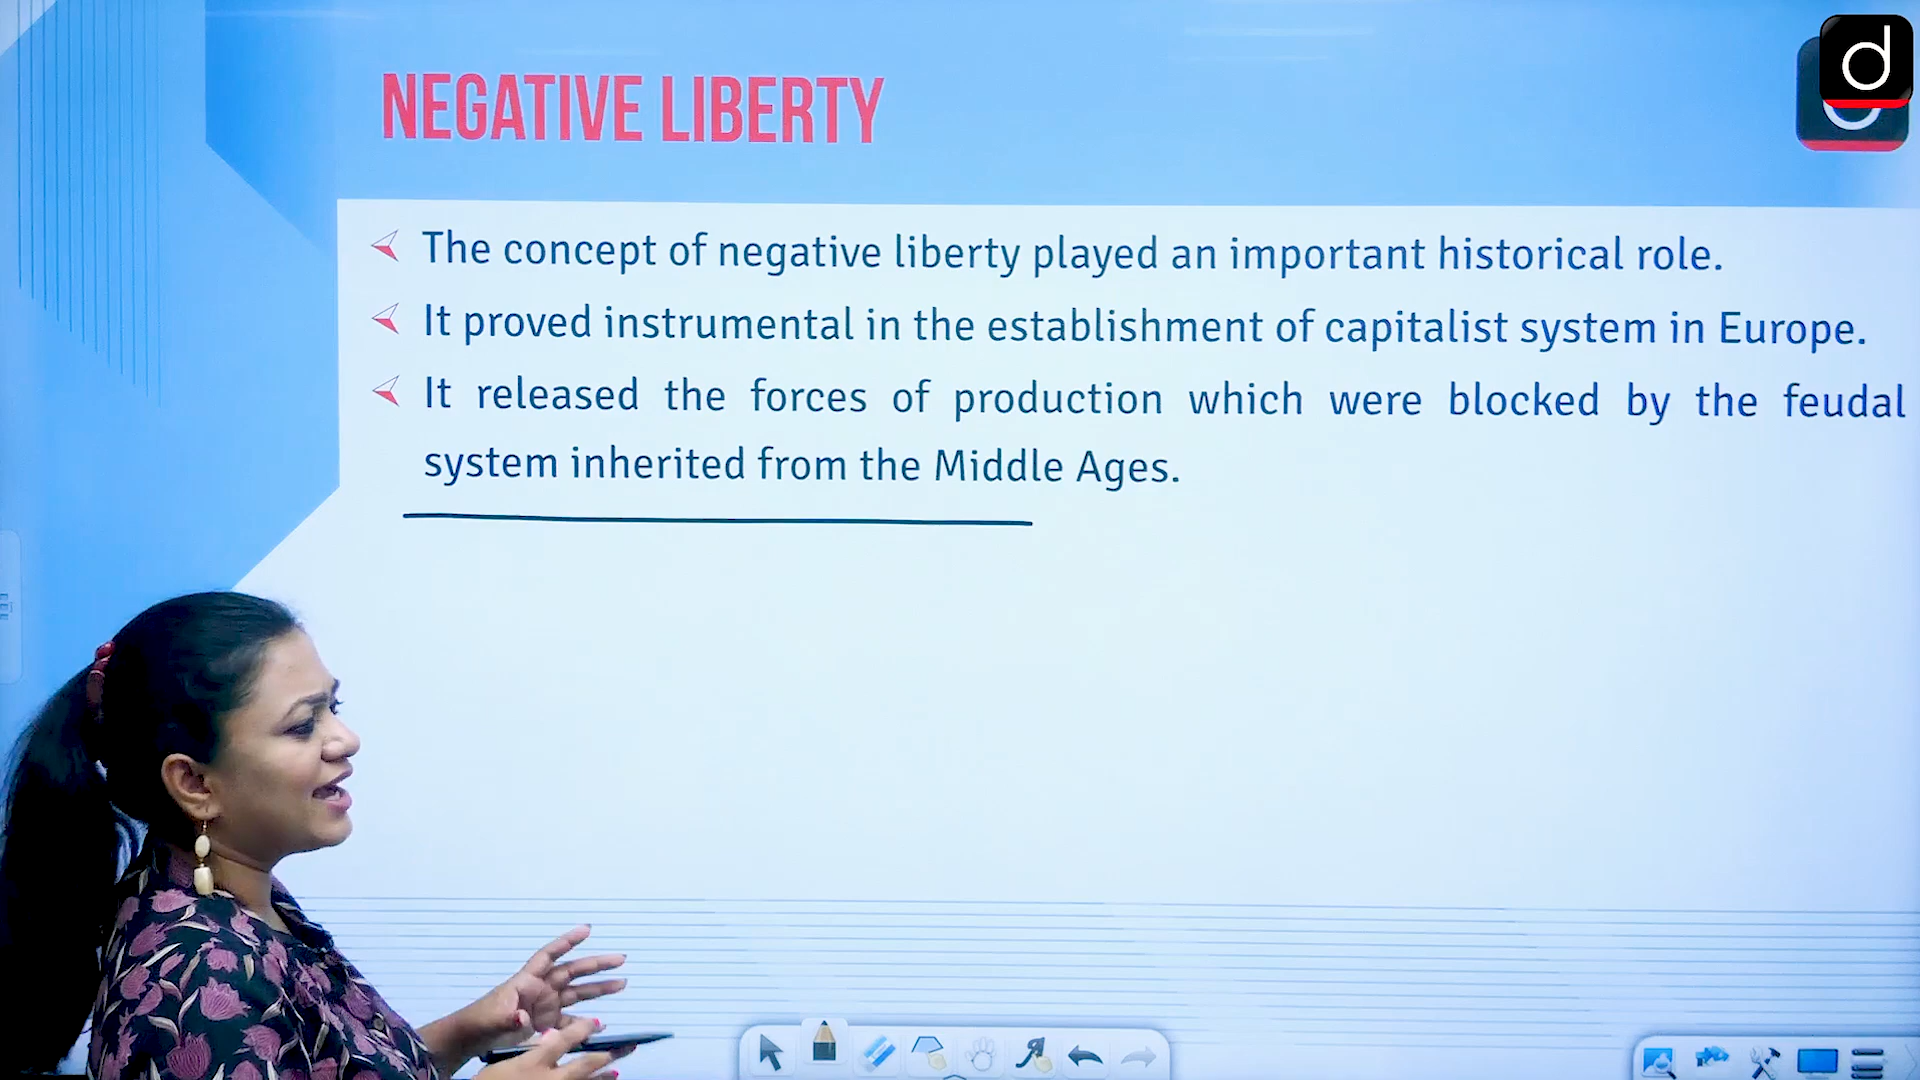 NEGATIVE LIBERTY
d
The concept of negative liberty played an important historical role.
It proved instrumental in the establishment of capitalist system in Europe.
It released the forces of production which were blocked by the feudal
system inherited from the Middle Ages.